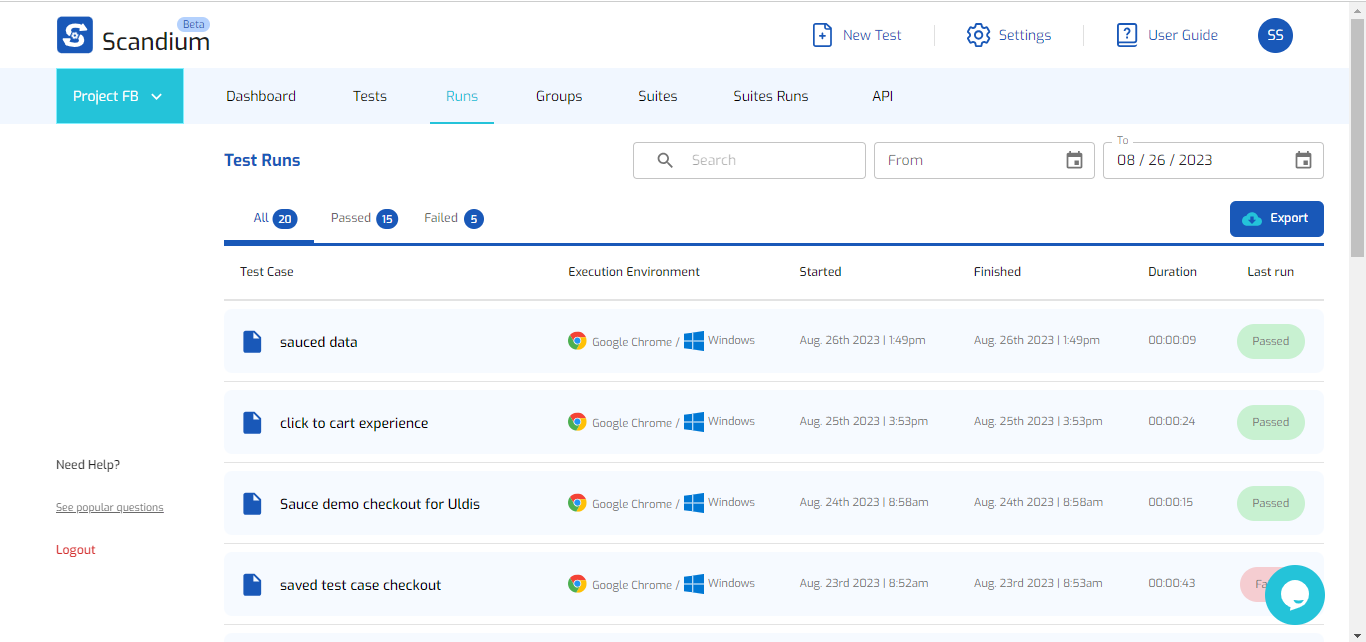 Beta
Scandium
New Test
Settings
User Guide
SS
Project FB
Dashboard
Tests
Runs
Groups
Suites
Suites Runs
API
Test Runs
Search
From
To
08 / 26 / 2023
All 20
Passed 15
Failed 5
Export
Test Case
Execution Environment
Started
Finished
Duration
Last run
sauced data
Google Chrome / Windows
Aug. 26th 2023 | 1:49pm
Aug. 26th 2023 | 1:49pm
00:00:09
Passed
click to cart experience
Google Chrome / Windows
Aug. 25th 2023 | 3:53pm
Aug. 25th 2023 | 3:53pm
00:00:24
Passed
Sauce demo checkout for Uldis
Google Chrome / Windows
Aug. 24th 2023 | 8:58am
Aug. 24th 2023 | 8:58am
00:00:15
Passed
saved test case checkout
Google Chrome / Windows
Aug. 23rd 2023 | 8:52am
Aug. 23rd 2023 | 8:53am
00:00:43
Need Help?
See popular questions
Logout